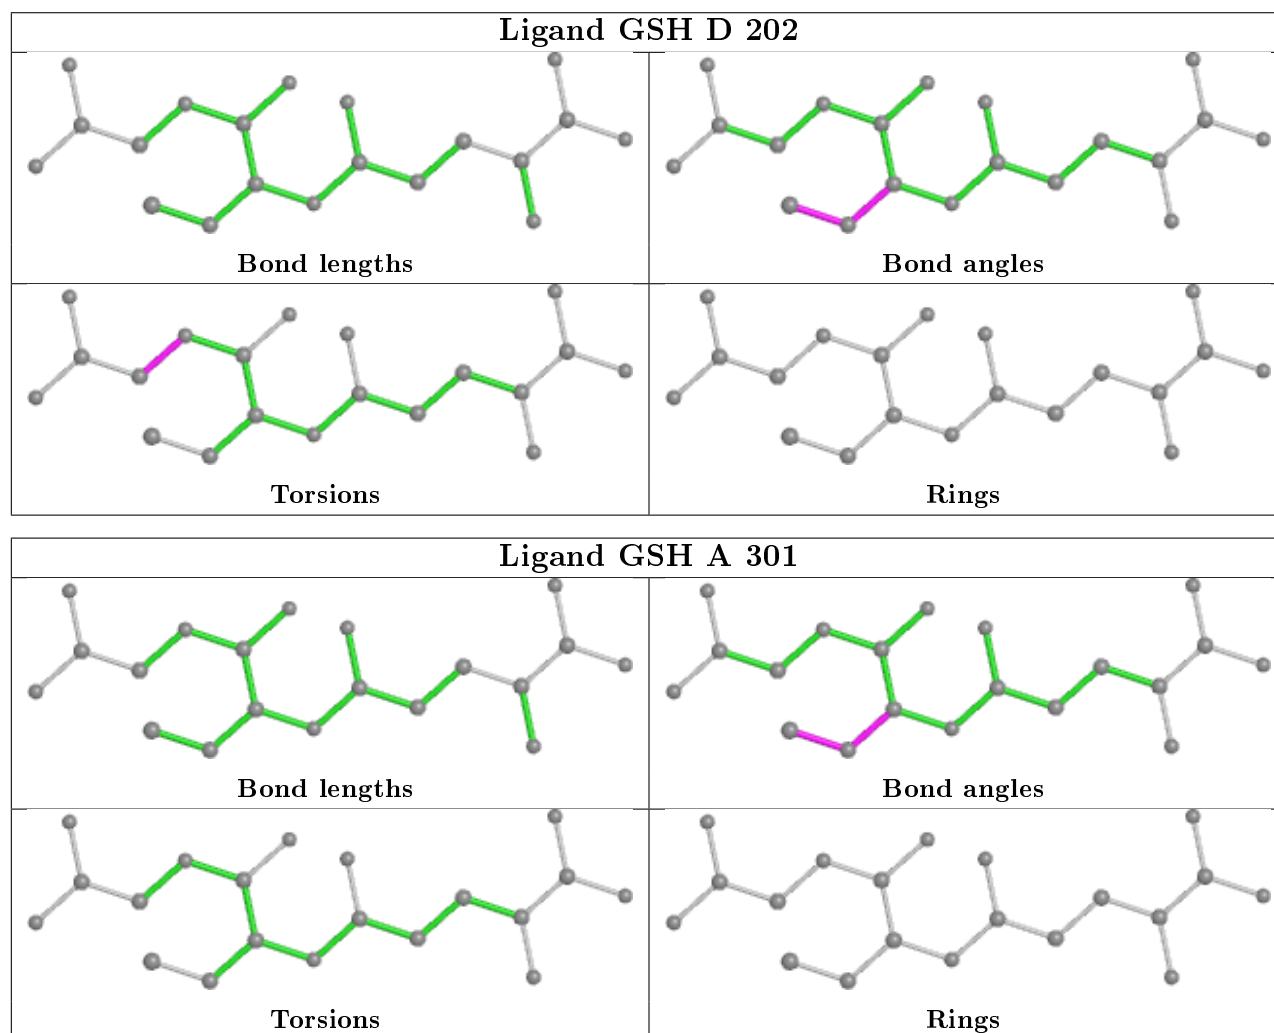 Ligand GSH D 202
Bond lengths
Bond angles
Torsions
Rings
Ligand GSH A 301
Bond lengths
Bond angles
Torsions
Rings